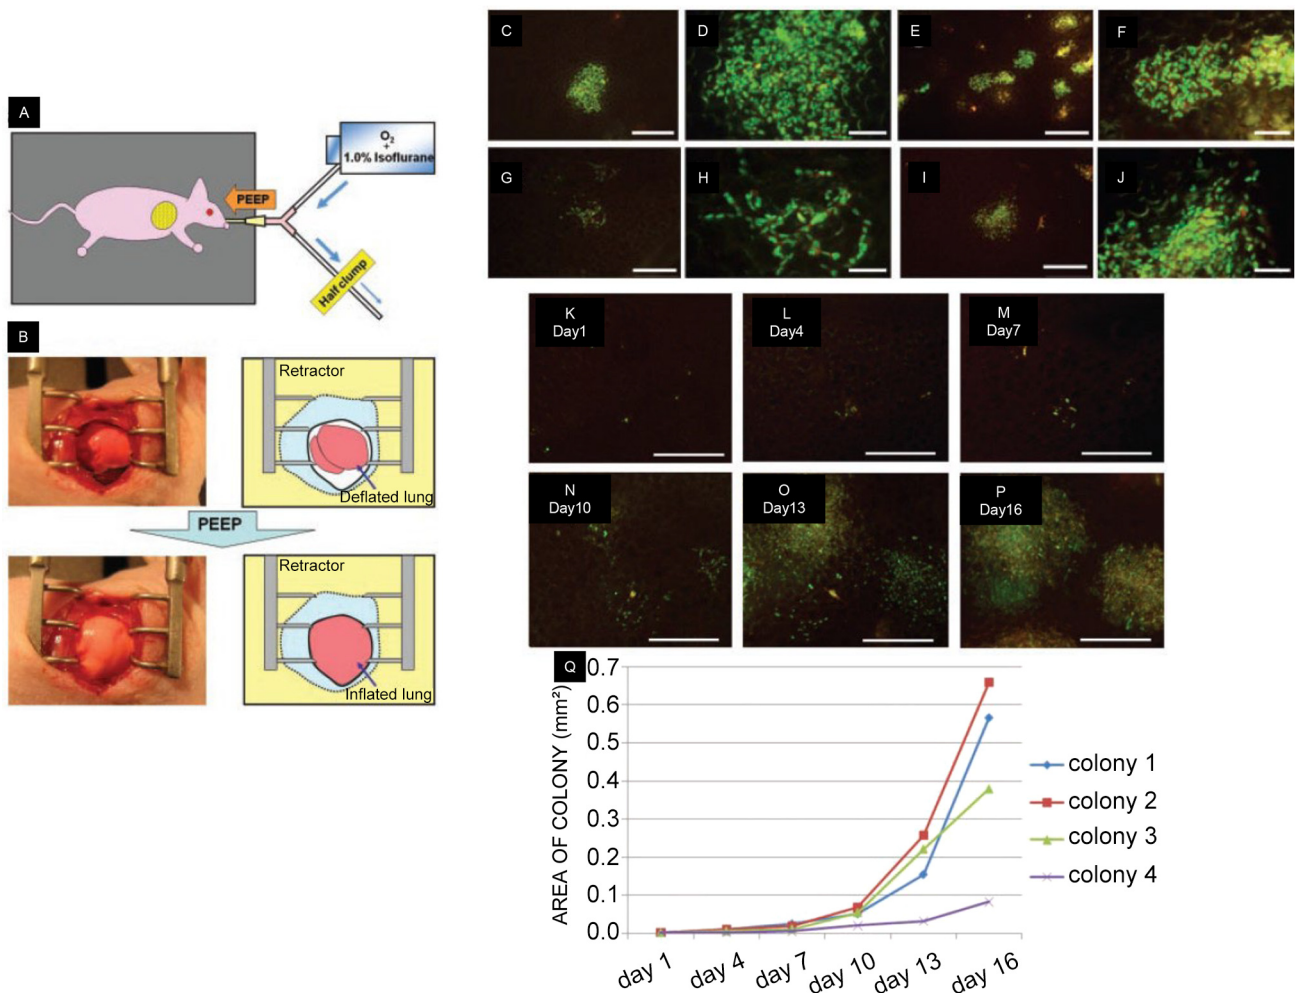 A
O₂
+
1.0% Isoflurane
PEEP
Half clump
B
Retractor
Deflated lung
PEEP
Retractor
Inflated lung
C
D
E
F
G
H
I
J
K
Day1
L
Day4
M
Day7
N
Day10
O
Day13
P
Day16
Q
AREA OF COLONY (mm²)
0.7
0.6
0.5
0.4
0.3
0.2
0.1
0.0
day 1
day 4
day 7
day 10
day 13
day 16
colony 1
colony 2
colony 3
colony 4